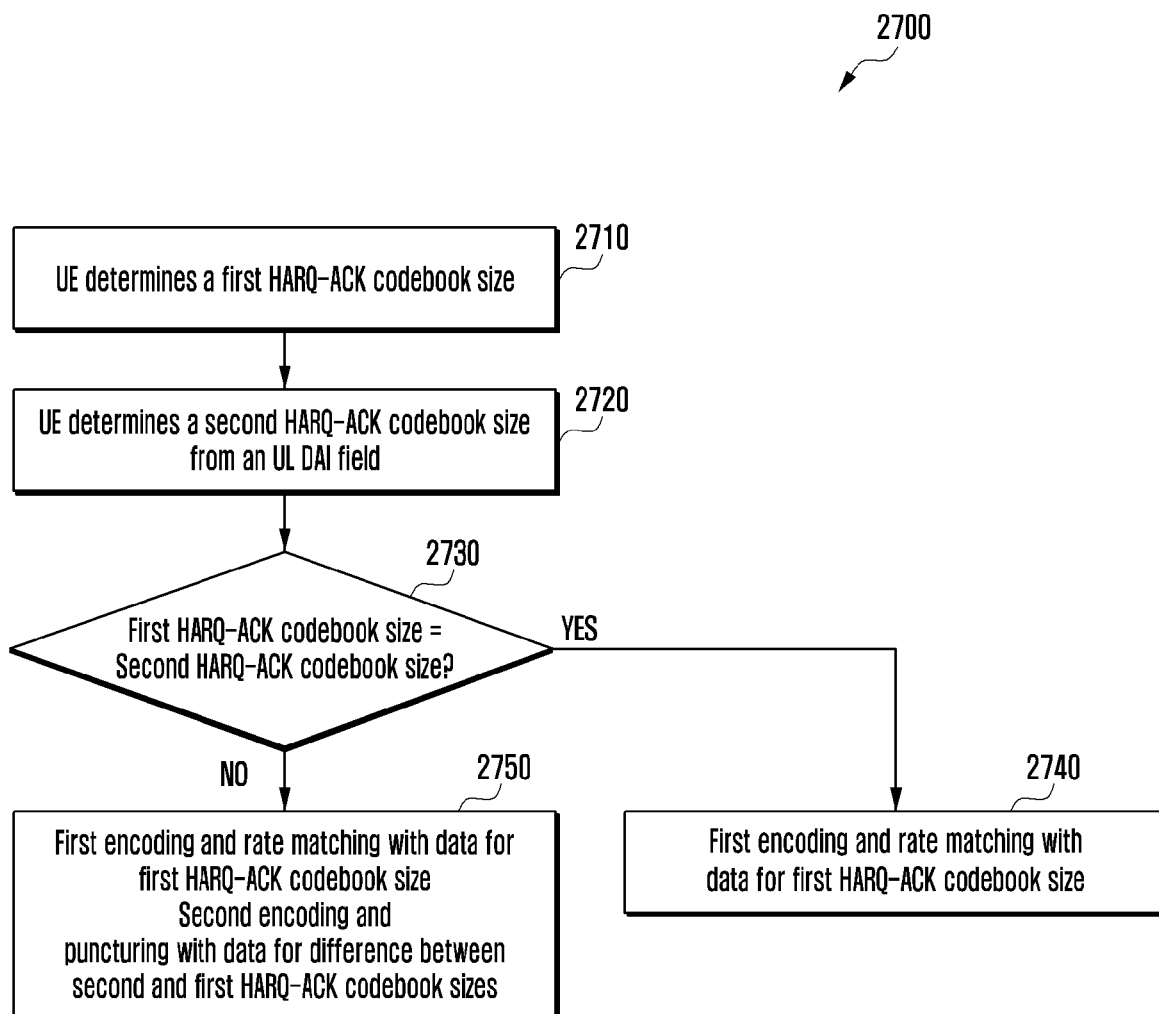 2700
2710
UE determines a first HARQ-ACK codebook size
2720
UE determines a second HARQ-ACK codebook size
from an UL DAI field
2730
First HARQ-ACK codebook size =
Second HARQ-ACK codebook size?
YES
NO
2750
First encoding and rate matching with data for
first HARQ-ACK codebook size
Second encoding and
puncturing with data for difference between
second and first HARQ-ACK codebook sizes
2740
First encoding and rate matching with
data for first HARQ-ACK codebook size